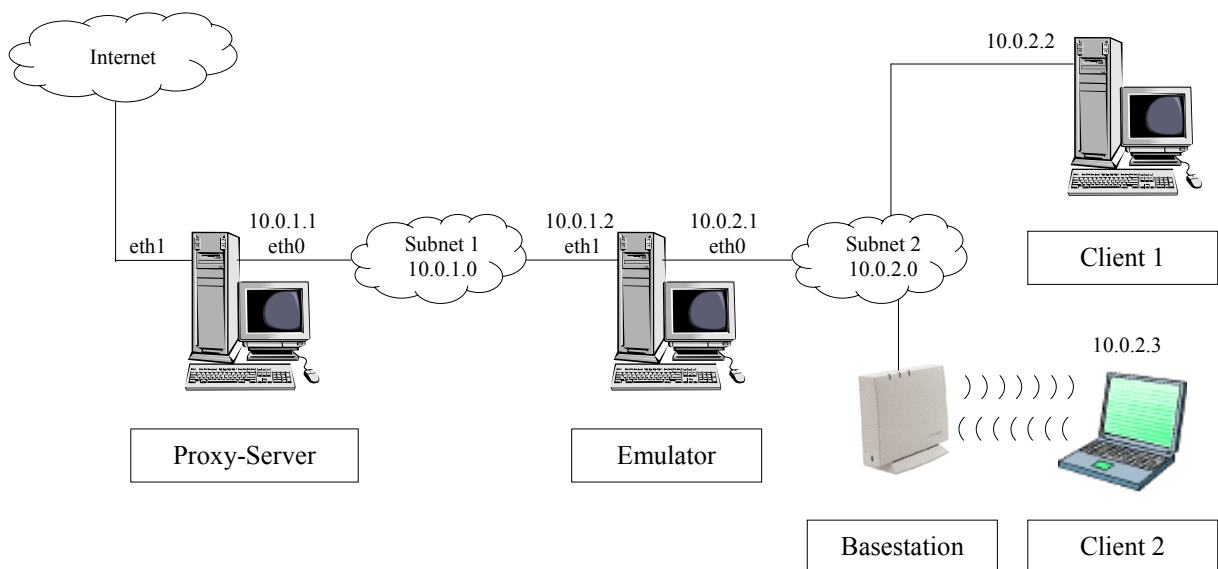 Internet
10.0.2.2
10.0.1.1
10.0.1.2
10.0.2.1
eth1
eth0
Subnet 1
10.0.1.0
eth1
eth0
Subnet 2
10.0.2.0
Client 1
10.0.2.3
Proxy-Server
Emulator
Basestation
Client 2